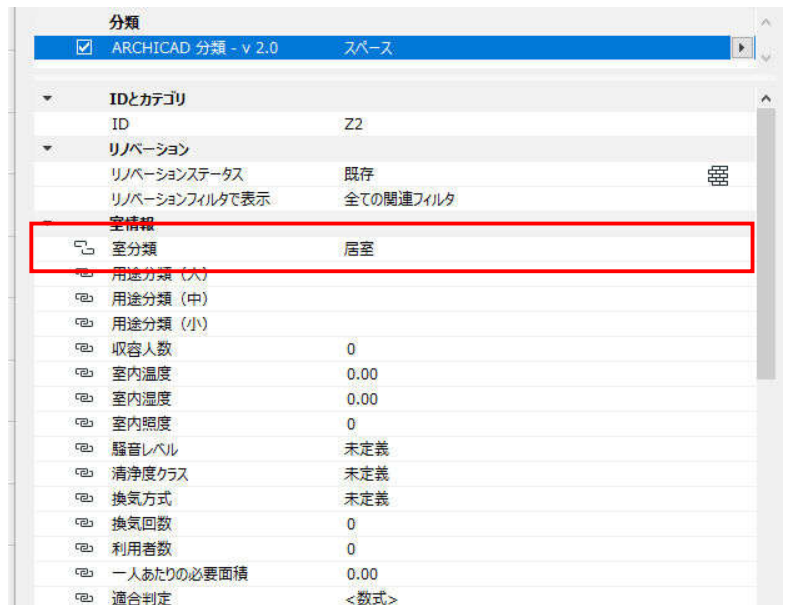 分類
ARCHICAD 分類 - v 2.0 スペース
IDとカテゴリ
ID Z2
リノベーション
リノベーションステータス 既存
リノベーションフィルタで表示 全ての関連フィルタ
室情報
室分類 居室
用途分類（大）
用途分類（中）
用途分類（小）
収容人数 0
室内温度 0.00
室内湿度 0.00
室内照度 0
騒音レベル 未定義
清浄度クラス 未定義
換気方式 未定義
換気回数 0
利用者数 0
一人あたりの必要面積 0.00
適合判定 <数式>